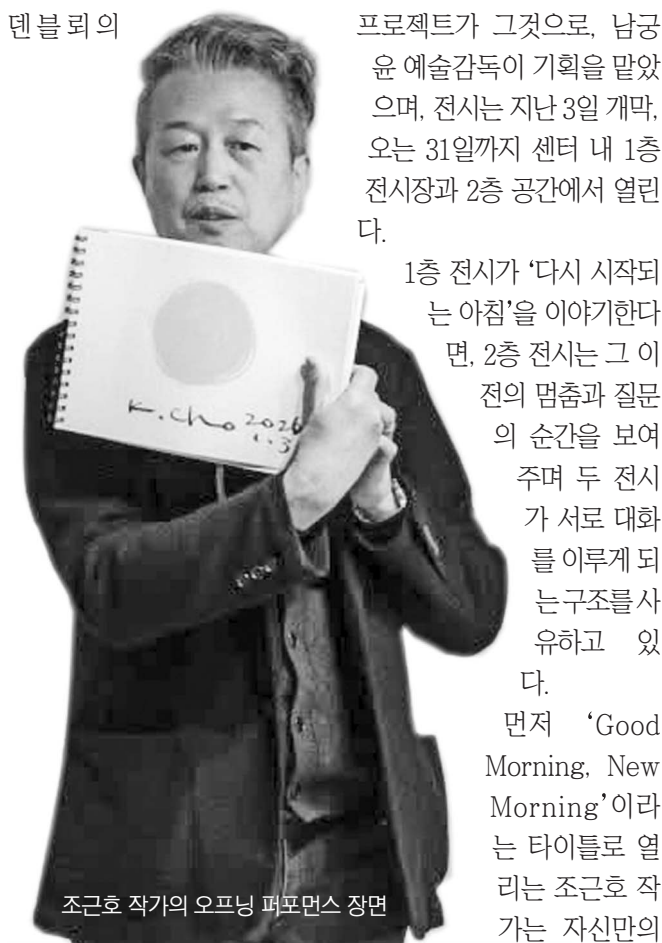 덴블뢰의
프로젝트가 그것으로, 남궁
윤 예술감독이 기획을 맡았
으며, 전시는 지난 3일 개막,
오는 31일까지 센터 내 1층
전시장과 2층 공간에서 열린
다.
1층 전시가 ‘다시 시작되
는 아침’을 이야기한다
면, 2층 전시는 그 이
전의 멈춤과 질문
의 순간을 보여
주며 두 전시
가 서로 대화
를 이루게 되
는구조를사
유하고 있
다.
먼저 ‘Good
Morning, New
Morning’이라
는 타이틀로 열
리는 조근호 작
가는 자신만의
K.Cho 2026
1.3
조근호 작가의 오프닝 퍼포먼스 장면